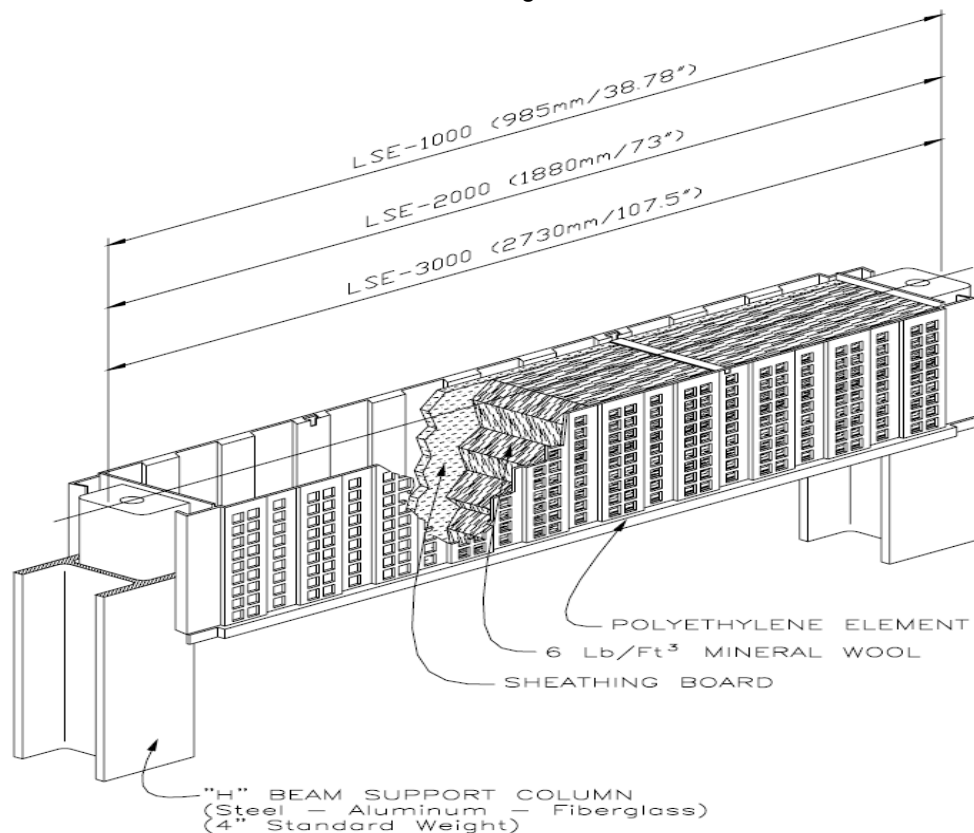 LSE-1000 (985mm/38.78")
LSE-2000 (1880mm/73")
LSE-3000 (2730mm/107.5")
POLYETHYLENE ELEMENT
6 Lb/Ft³ MINERAL WOOL
SHEATHING BOARD
"H" BEAM SUPPORT COLUMN
(Steel – Aluminum – Fiberglass)
(4" Standard Weight)